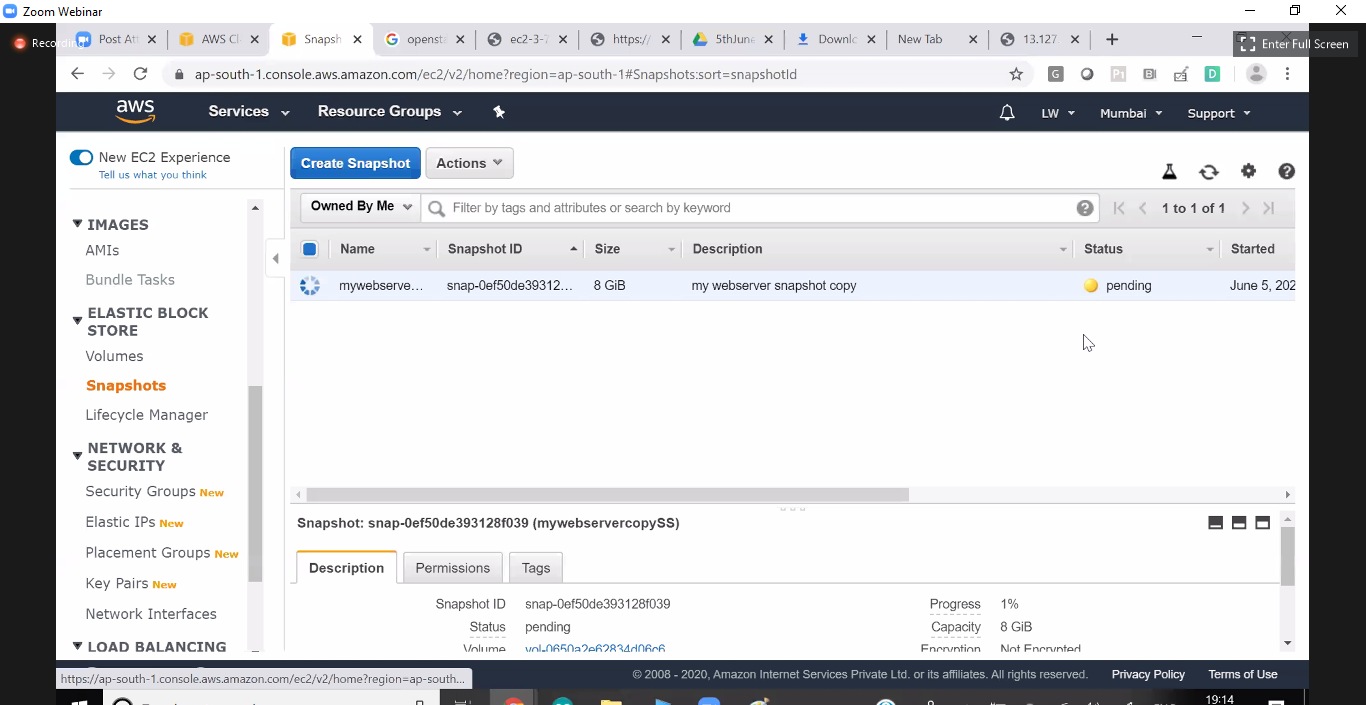 Zoom Webinar
Recording
Post Att
AWS Cl
Snapsh
opensta
ec2-3-7
https://
5thJune
Downlo
New Tab
13.127
Enter Full Screen
ap-south-1.console.aws.amazon.com/ec2/v2/home?region=ap-south-1#Snapshots:sort=snapshotId
aws
Services
Resource Groups
LW
Mumbai
Support
New EC2 Experience
Tell us what you think
Create Snapshot
Actions
Owned By Me
Filter by tags and attributes or search by keyword
1 to 1 of 1
IMAGES
AMIs
Bundle Tasks
ELASTIC BLOCK
STORE
Volumes
Snapshots
Lifecycle Manager
NETWORK &
SECURITY
Security Groups New
Elastic IPs New
Placement Groups New
Key Pairs New
Network Interfaces
LOAD BALANCING
Name Snapshot ID Size Description Status Started
mywebserve... snap-0ef50de39312... 8 GiB my webserver snapshot copy pending June 5, 202
Snapshot: snap-0ef50de393128f039 (mywebservercopySS)
Description Permissions Tags
Snapshot ID snap-0ef50de393128f039 Progress 1%
Status pending Capacity 8 GiB
Volume vol-0650a2e62834d06c6 Encryption Not Encrypted
https://ap-south-1.console.aws.amazon.com/ec2/v2/home?region=ap-south...
© 2008 - 2020, Amazon Internet Services Private Ltd. or its affiliates. All rights reserved.
Privacy Policy
Terms of Use
19:14